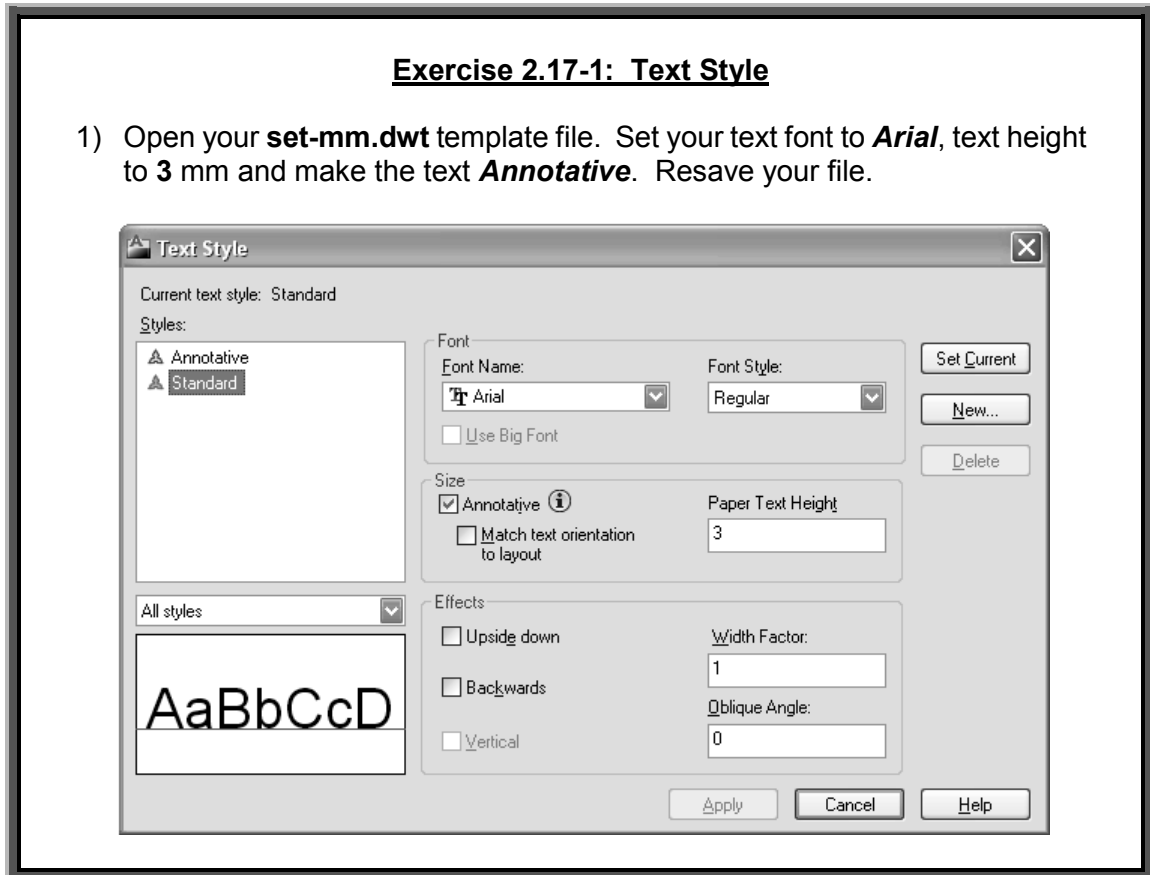 Exercise 2.17-1:  Text Style
1) Open your set-mm.dwt template file.  Set your text font to Arial, text height
to 3 mm and make the text Annotative.  Resave your file.
Text Style
Current text style:  Standard
Styles:
Annotative
Standard
All styles
AaBbCcD
Font
Font Name:
Arial
Use Big Font
Font Style:
Regular
Size
Annotative
Match text orientation
to layout
Paper Text Height
3
Effects
Upside down
Backwards
Vertical
Width Factor:
1
Oblique Angle:
0
Set Current
New...
Delete
Apply
Cancel
Help